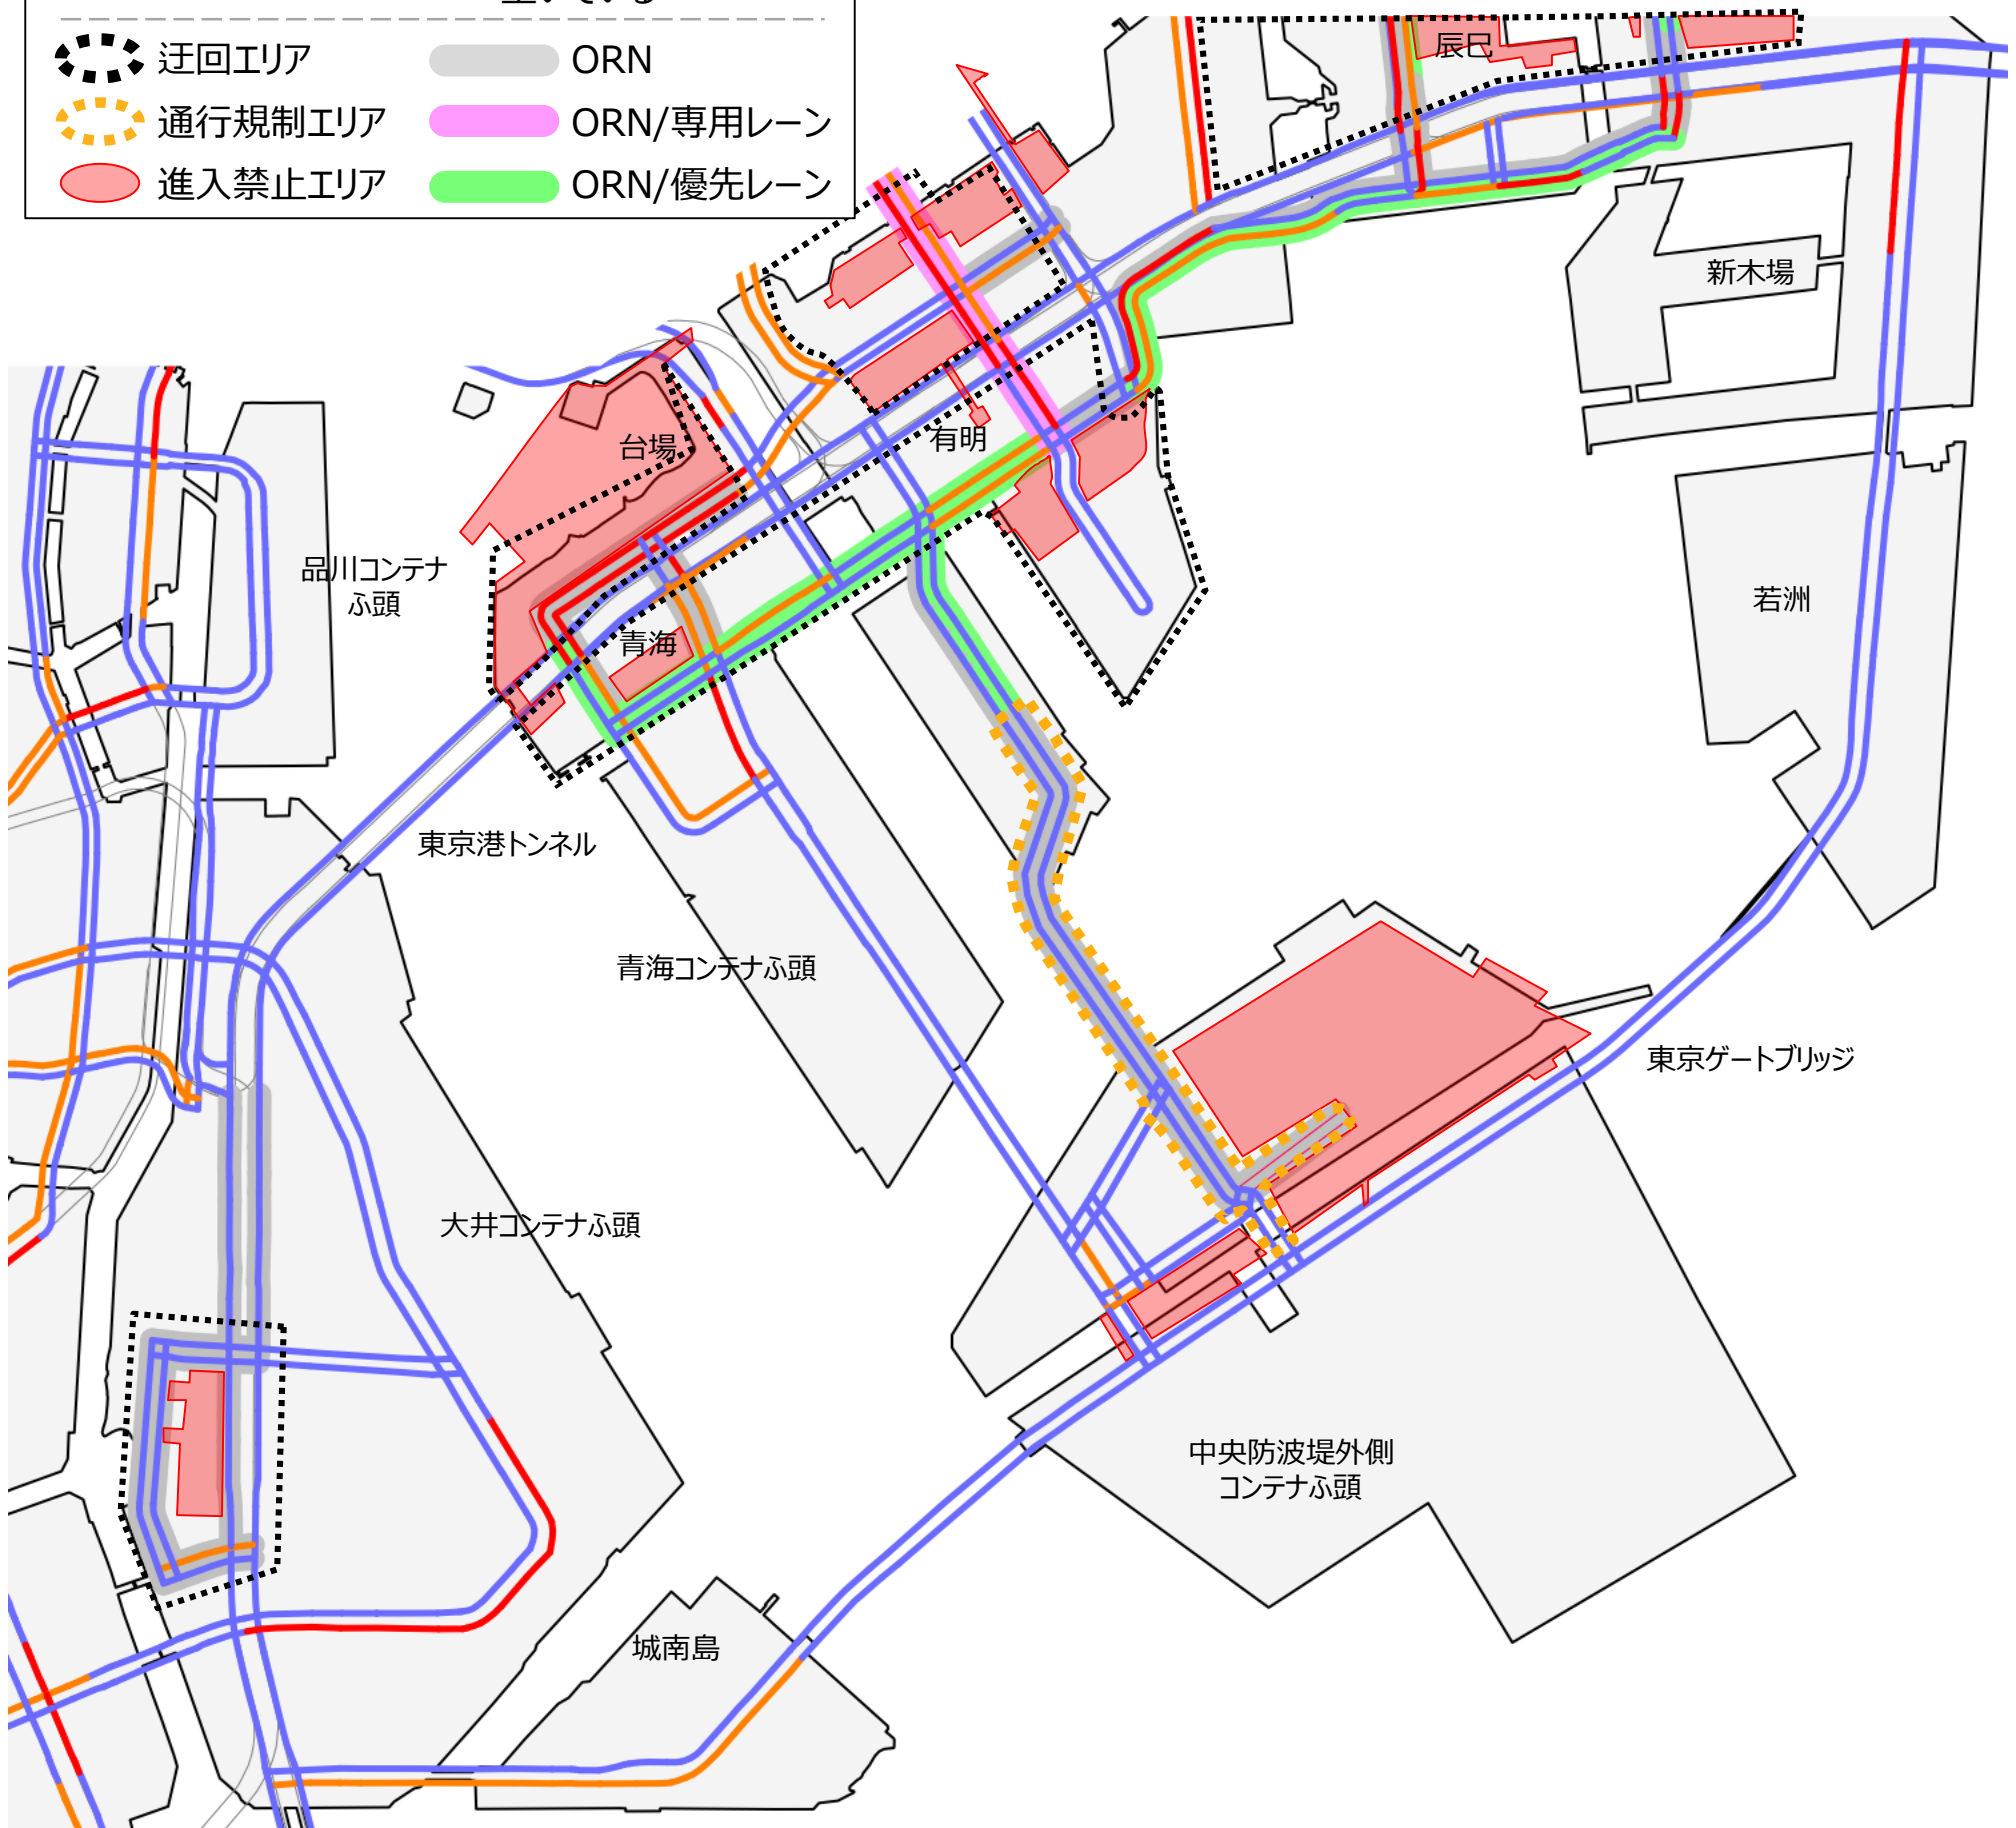 空いている
迂回エリア
ORN
通行規制エリア
ORN/専用レーン
進入禁止エリア
ORN/優先レーン
辰巳
新木場
有明
台場
品川コンテナ
ふ頭
青海
若洲
東京港トンネル
青海コンテナふ頭
東京ゲートブリッジ
大井コンテナふ頭
中央防波堤外側
コンテナふ頭
城南島